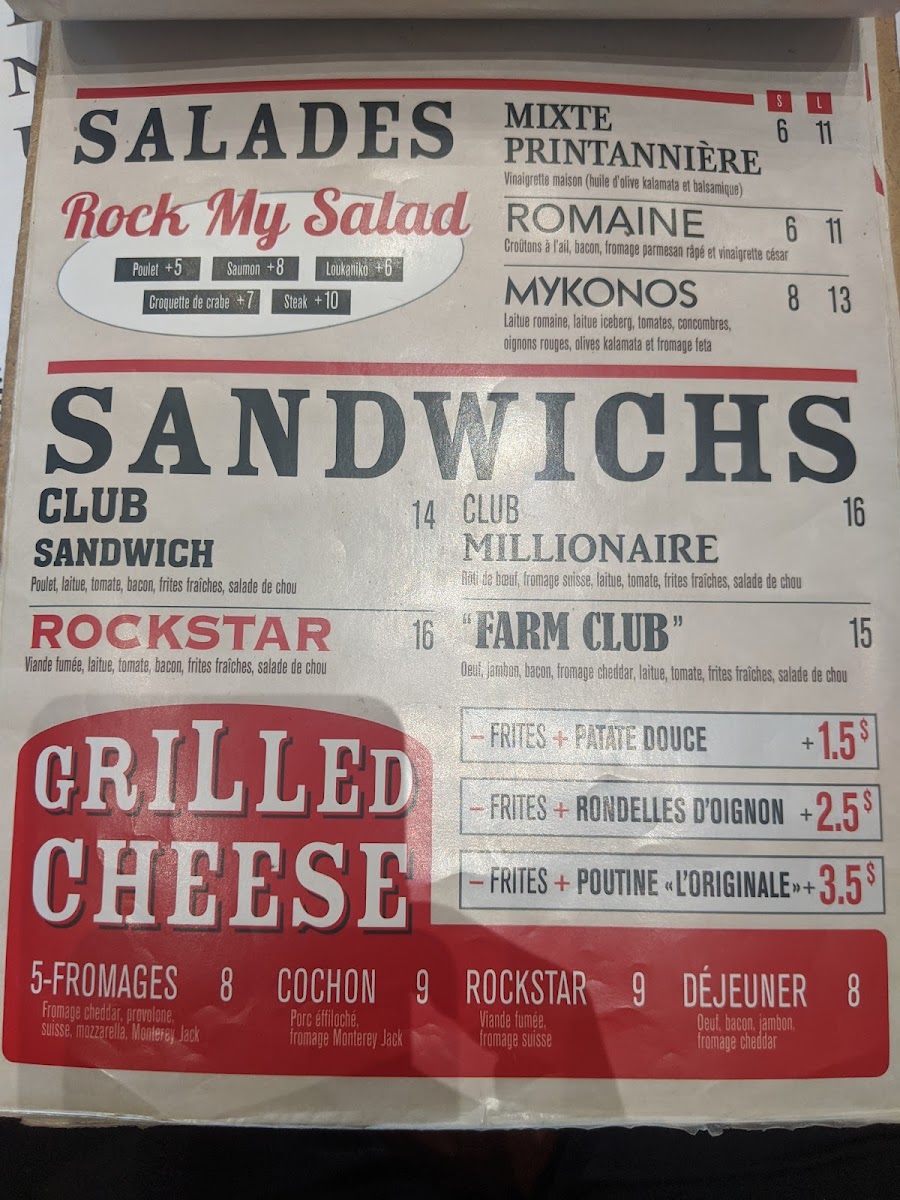 SALADES
Rock My Salad
Poulet +5 Saumon +8 Loukaniko +6
Croquette de crabe +7 Steak +10
S L
MIXTE 6 11
PRINTANNIÈRE
Vinaigrette maison (huile d'olive kalamata et balsamique)
ROMAINE 6 11
Croûtons à l'ail, bacon, fromage parmesan râpé et vinaigrette césar
MYKONOS 8 13
Laitue romaine, laitue iceberg, tomates, concombres,
oignons rouges, olives kalamata et fromage feta
SANDWICHS
CLUB 14
SANDWICH
Poulet, laitue, tomate, bacon, frites fraîches, salade de chou
ROCKSTAR 16
Viande fumée, laitue, tomate, bacon, frites fraîches, salade de chou
CLUB 16
MILLIONAIRE
Rôti de bœuf, fromage suisse, laitue, tomate, frites fraîches, salade de chou
"FARM CLUB" 15
Oeuf, jambon, bacon, fromage cheddar, laitue, tomate, frites fraîches, salade de chou
– FRITES + PATATE DOUCE +1.5$
– FRITES + RONDELLES D'OIGNON +2.5$
– FRITES + POUTINE «L'ORIGINALE» +3.5$
GRILLED
CHEESE
5-FROMAGES 8
Fromage cheddar, provolone,
suisse, mozzarella, Monterey Jack
COCHON 9
Porc éffiloché,
fromage Monterey Jack
ROCKSTAR 9
Viande fumée,
fromage suisse
DÉJEUNER 8
Oeuf, bacon, jambon,
fromage cheddar